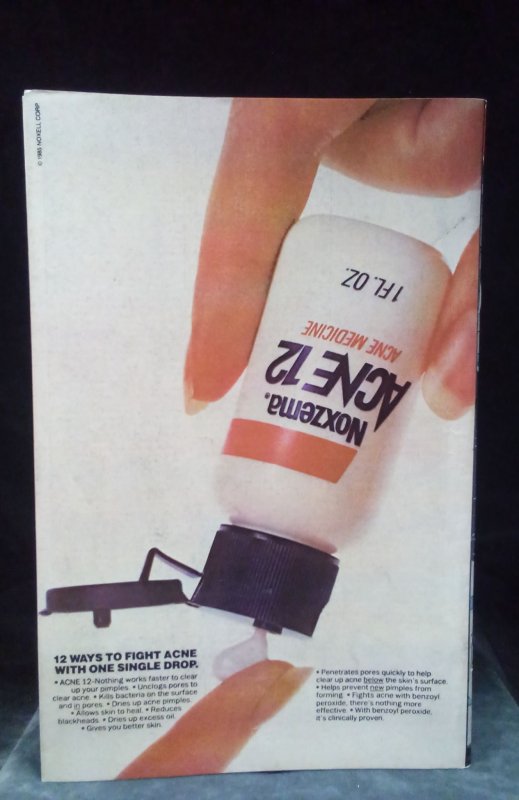 © 1985 NOXELL CORP.
1 FL. OZ.
ACNE MEDICINE
ACNE 12
Noxzema®
12 WAYS TO FIGHT ACNE
WITH ONE SINGLE DROP.
• ACNE 12-Nothing works faster to clear
up your pimples. • Unclogs pores to
clear acne. • Kills bacteria on the surface
and in pores. • Dries up acne pimples.
• Allows skin to heal. • Reduces
blackheads. • Dries up excess oil.
• Gives you better skin.
• Penetrates pores quickly to help
clear up acne below the skin's surface.
• Helps prevent new pimples from
forming. • Fights acne with benzoyl
peroxide, there's nothing more
effective. • With benzoyl peroxide,
it's clinically proven.